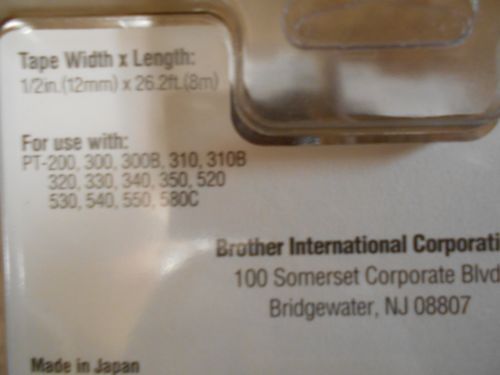 Tape Width x Length:
1/2in.(12mm) x 26.2ft.(8m)
For use with:
PT-200, 300, 300B, 310, 310B
320, 330, 340, 350, 520
530, 540, 550, 580C
Brother International Corporati
100 Somerset Corporate Blvd
Bridgewater, NJ 08807
Made in Japan